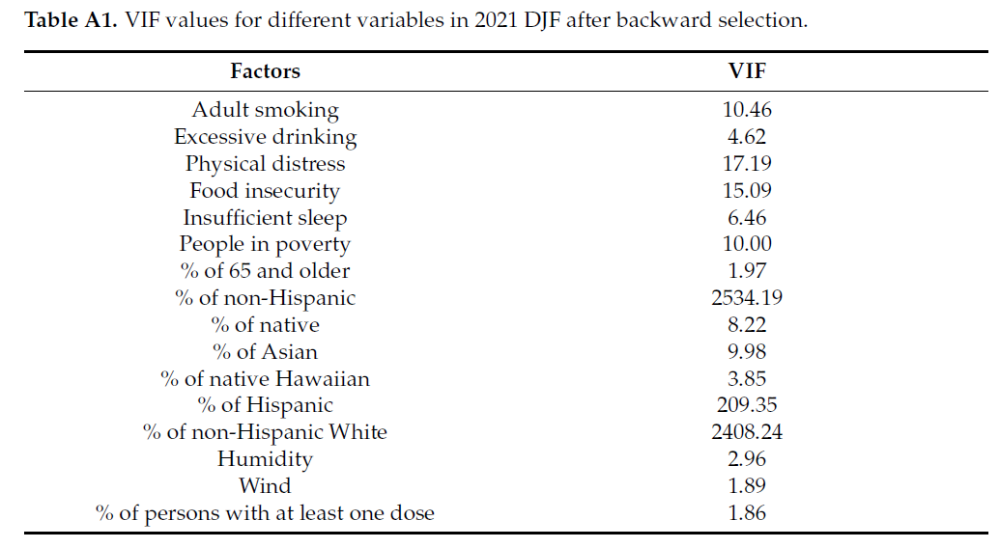 Table A1. VIF values for different variables in 2021 DJF after backward selection.
Factors VIF
Adult smoking 10.46
Excessive drinking 4.62
Physical distress 17.19
Food insecurity 15.09
Insufficient sleep 6.46
People in poverty 10.00
% of 65 and older 1.97
% of non-Hispanic 2534.19
% of native 8.22
% of Asian 9.98
% of native Hawaiian 3.85
% of Hispanic 209.35
% of non-Hispanic White 2408.24
Humidity 2.96
Wind 1.89
% of persons with at least one dose 1.86